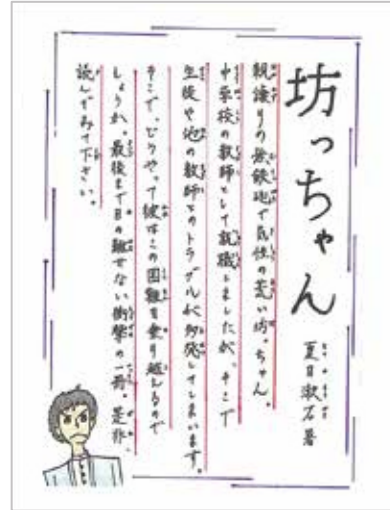 坊っちゃん
夏目漱石 著
親譲りの無鉄砲で気性の荒い坊っちゃん。
中学校の教師として就職しましたが、そこで
生徒や他の教師とのトラブルが多発してしまいます。
そこで、どうやって彼はこの困難を乗り越えるので
しょうか。最後まで目の離せない衝撃の一冊。是非
読んでみて下さい。